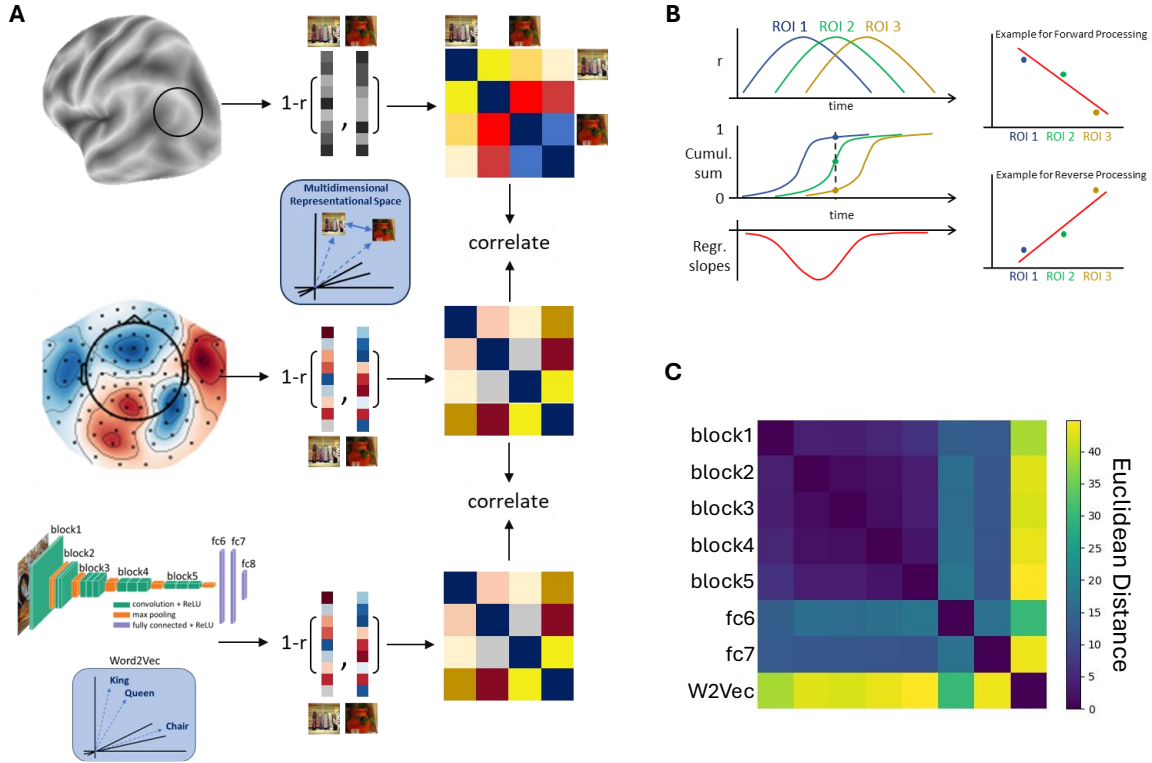 A
1-r
,
Multidimensional
Representational Space
correlate
1-r
,
correlate
block1
block2
block3
block4
block5
fc6
fc7
fc8
convolution + ReLU
max pooling
fully connected + ReLU
1-r
,
Word2Vec
King
Queen
Chair
B
ROI 1
ROI 2
ROI 3
r
time
1
Cumul.
sum
0
time
Regr.
slopes
Example for Forward Processing
ROI 1 ROI 2 ROI 3
Example for Reverse Processing
ROI 1 ROI 2 ROI 3
C
block1
block2
block3
block4
block5
fc6
fc7
W2Vec
40
35
30
25
20
15
10
5
0
Euclidean Distance